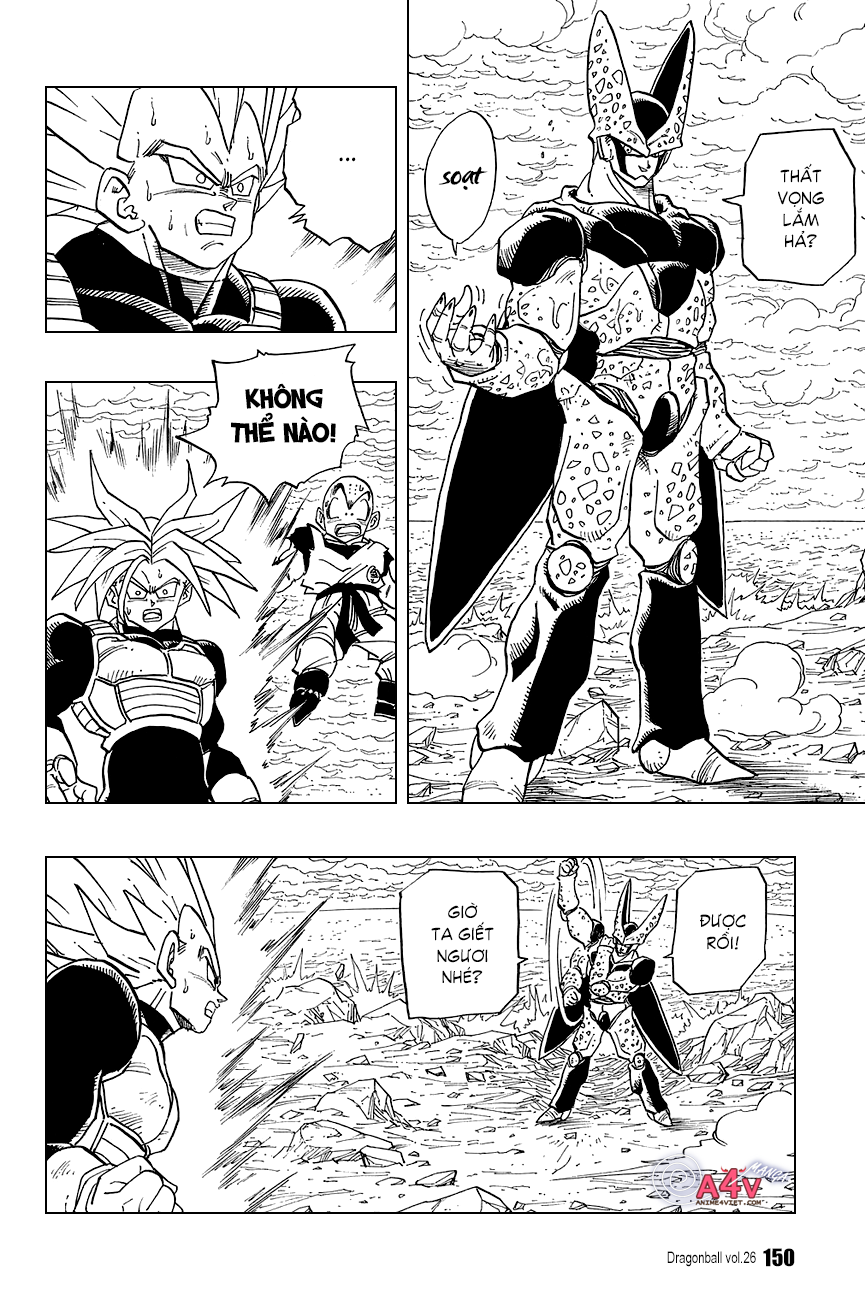 THẤT
VỌNG
LẮM
HẢ?
soạt
...
KHÔNG
THỂ NÀO!
ĐƯỢC
RỒI!
GIỜ
TA GIẾT
NGƯƠI
NHÉ?
MANGA
A4V
ANIME4VIET.COM
Dragonball vol.26 150